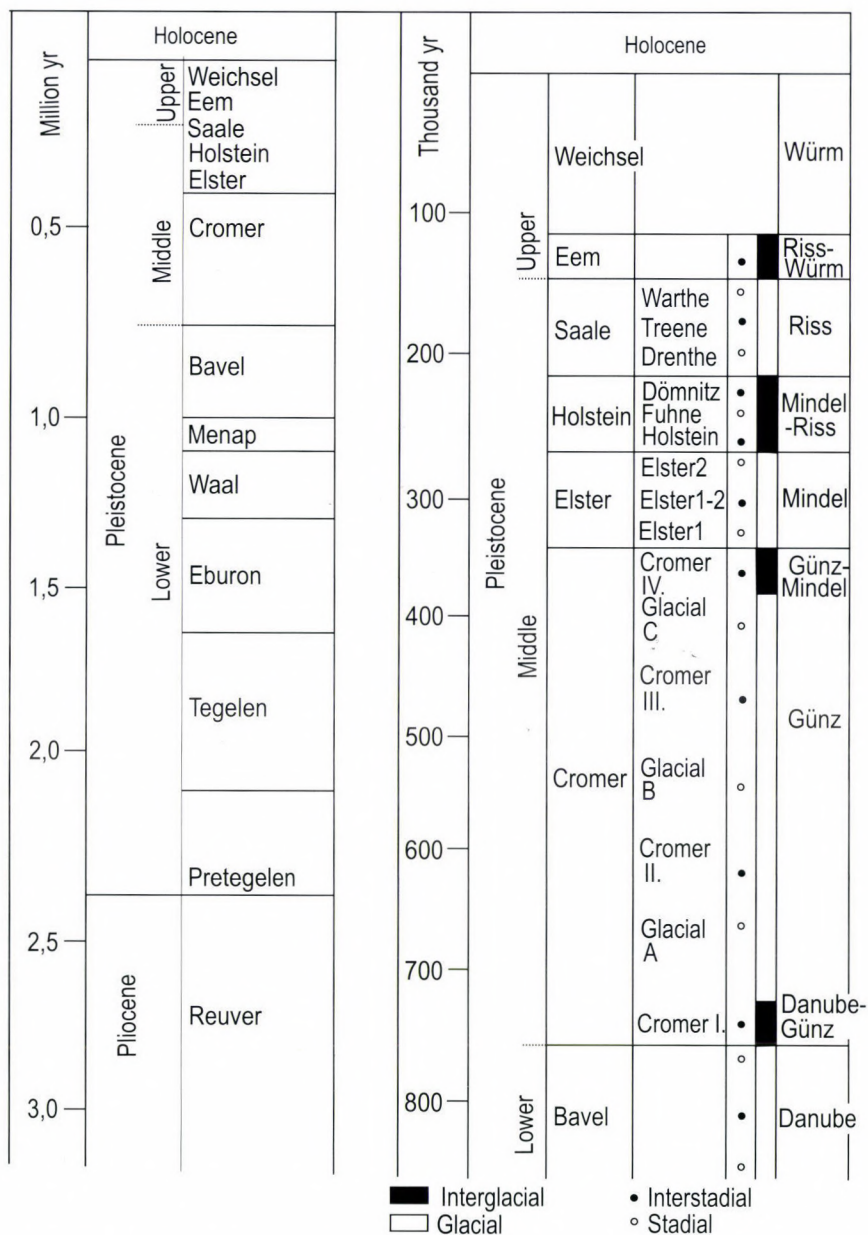 Holocene
Million yr
Pleistocene
Pliocene
Upper
Middle
Lower
Weichsel
Eem
Saale
Holstein
Elster
Cromer
Bavel
Menap
Waal
Eburon
Tegelen
Pretegelen
Reuver
0,5
1,0
1,5
2,0
2,5
3,0
Holocene
Thousand yr
100
200
300
400
500
600
700
800
Pleistocene
Upper
Middle
Lower
Weichsel
Eem
Saale
Holstein
Elster
Cromer
Bavel
Warthe
Treene
Drenthe
Dömnitz
Fuhne
Holstein
Elster2
Elster1-2
Elster1
Cromer
IV.
Glacial
C
Cromer
III.
Glacial
B
Cromer
II.
Glacial
A
Cromer I.
Würm
Riss-
Würm
Riss
Mindel
-Riss
Mindel
Günz-
Mindel
Günz
Danube-
Günz
Danube
Interglacial
Glacial
Interstadial
Stadial